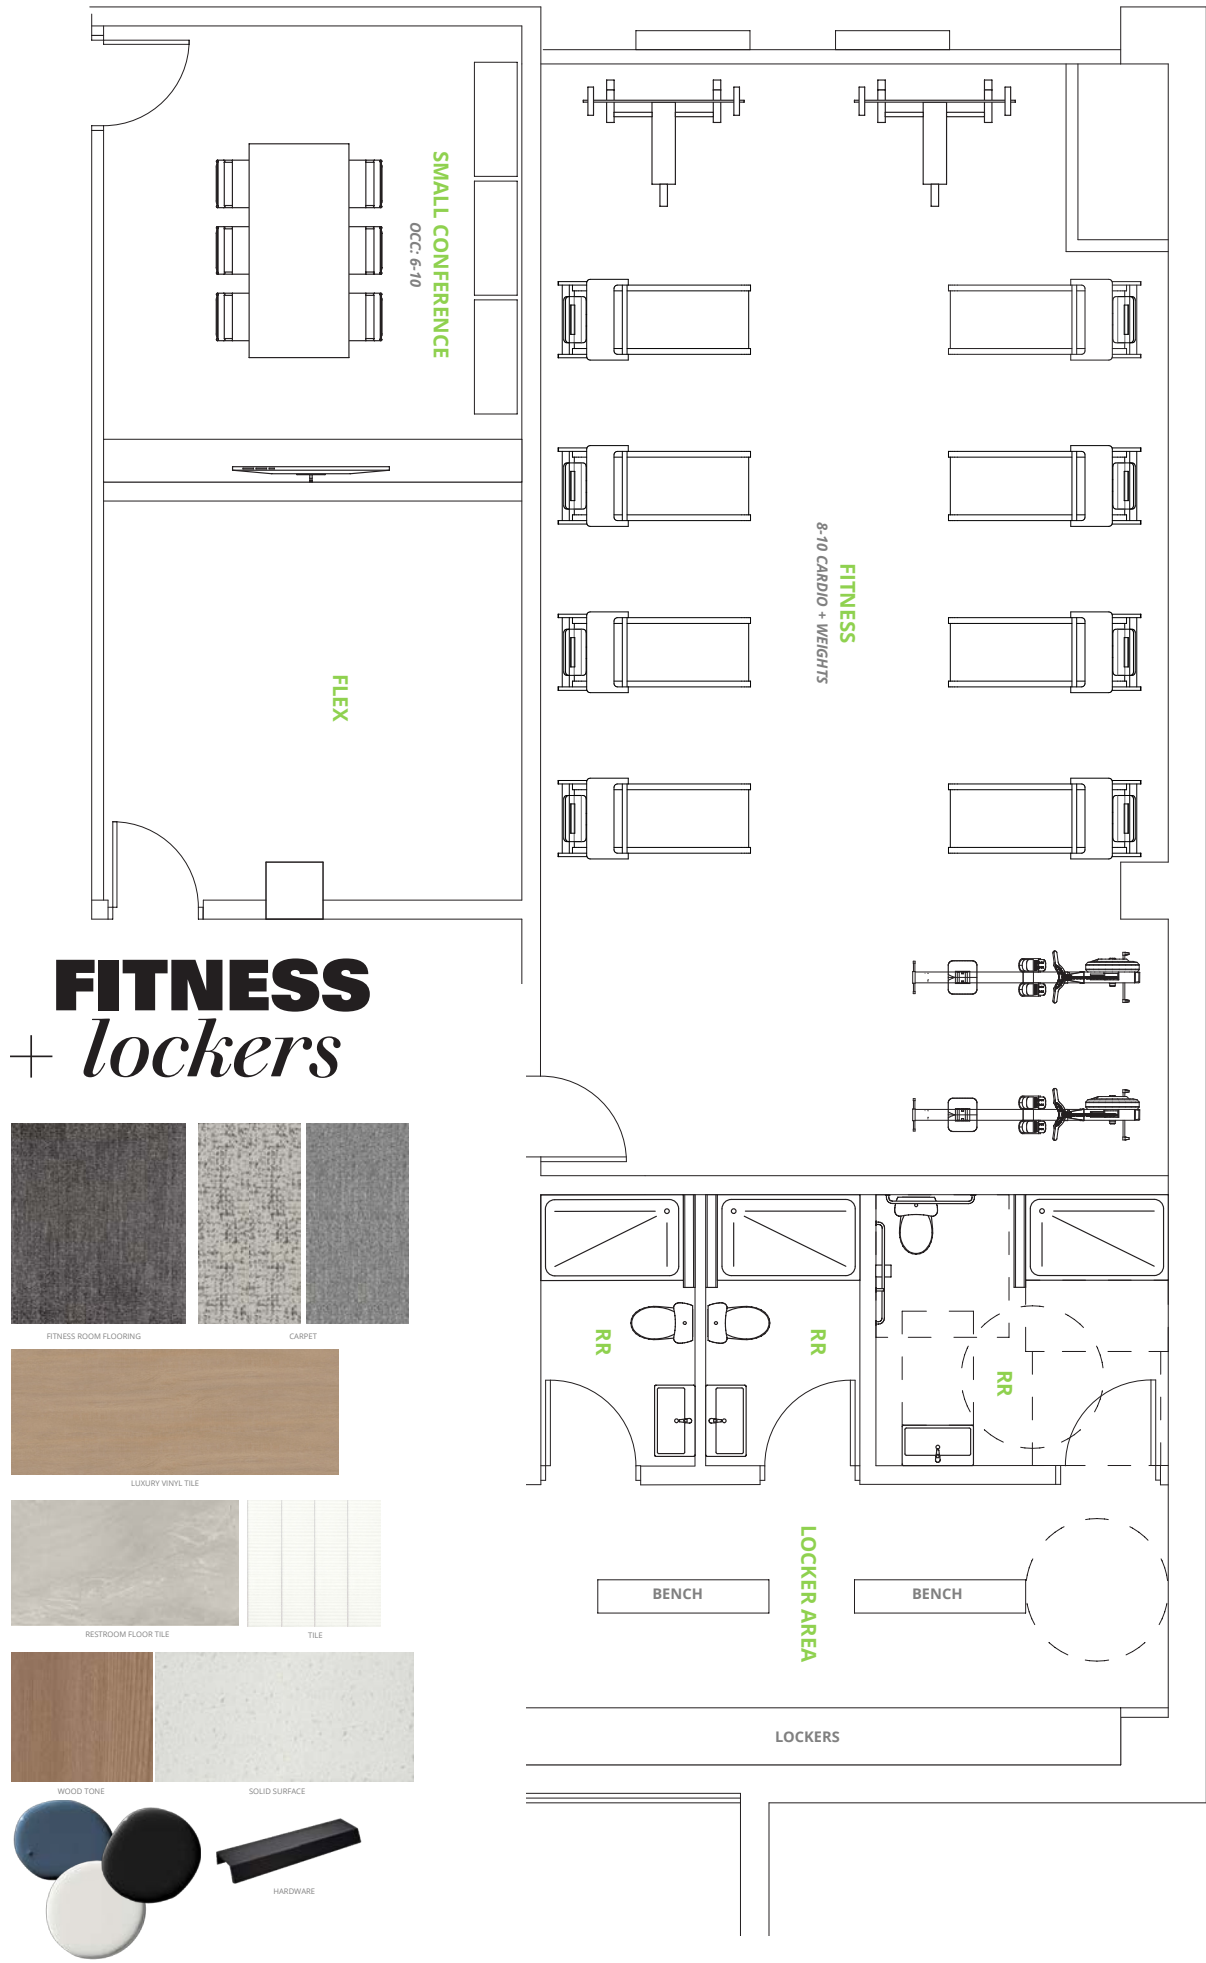 SMALL CONFERENCE
OCC: 6-10
FITNESS
8-10 CARDIO + WEIGHTS
FLEX
FITNESS
+ lockers
FITNESS ROOM FLOORING
CARPET
RR
RR
RR
LUXURY VINYL TILE
LOCKER AREA
BENCH
BENCH
RESTROOM FLOOR TILE
TILE
LOCKERS
WOOD TONE
SOLID SURFACE
HARDWARE